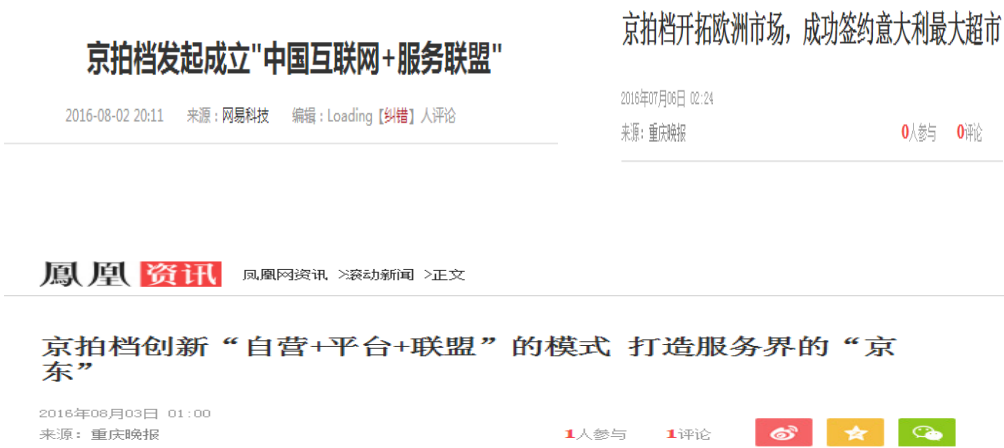 京拍档发起成立"中国互联网+服务联盟"
2016-08-02 20:11 来源：网易科技 编辑：Loading【纠错】人评论
京拍档开拓欧洲市场，成功签约意大利最大超市
2016年07月06日 02:24
来源：重庆晚报 0人参与 0评论
鳳凰 资讯 凤凰网资讯 >滚动新闻 >正文
京拍档创新“自营+平台+联盟”的模式 打造服务界的“京
东”
2016年08月03日 01:00
来源：重庆晚报 1人参与 1评论